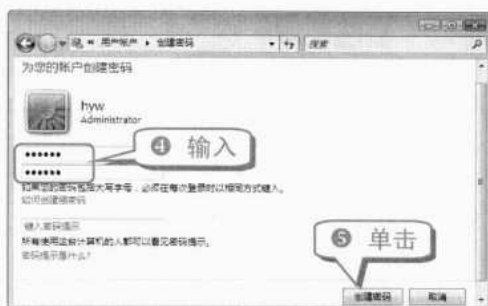 « 用户帐户 ▸ 创建密码
搜索
为您的帐户创建密码
hyw
Administrator
❹ 输入
••••••
••••••
如果您的密码包含大写字母，必须在每次登录时以相同方式键入。
如何创建强密码
键入密码提示
所有使用这台计算机的人都可以看见密码提示。
密码提示是什么?
❺ 单击
创建密码
取消